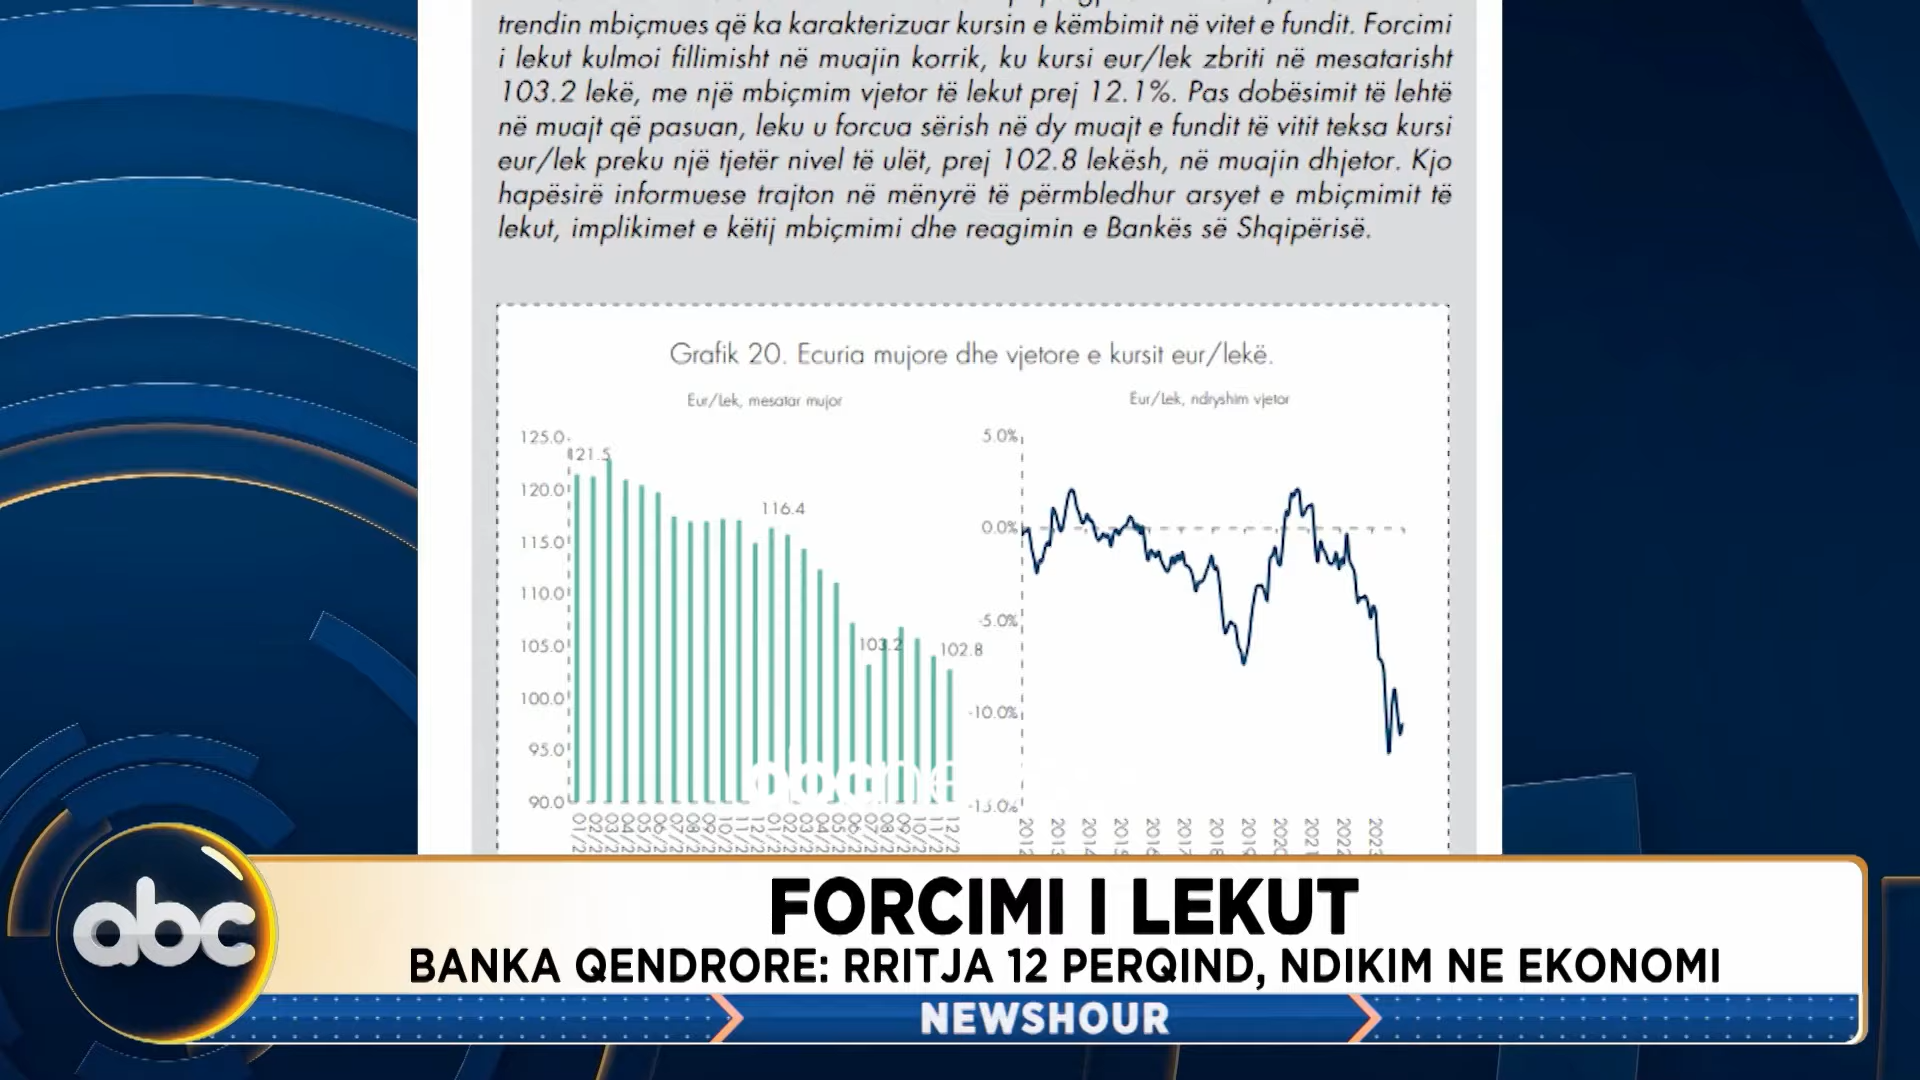 trendin mbiçmues që ka karakterizuar kursin e këmbimit në vitet e fundit. Forcimi
i lekut kulmoi fillimisht në muajin korrik, ku kursi eur/lek zbriti në mesatarisht
103.2 lekë, me një mbiçmim vjetor të lekut prej 12.1%. Pas dobësimit të lehtë
në muajt që pasuan, leku u forcua sërish në dy muajt e fundit të vitit teksa kursi
eur/lek preku një tjetër nivel të ulët, prej 102.8 lekësh, në muajin dhjetor. Kjo
hapësirë informuese trajton në mënyrë të përmbledhur arsyet e mbiçmimit të
lekut, implikimet e këtij mbiçmimi dhe reagimin e Bankës së Shqipërisë.
Grafik 20. Ecuria mujore dhe vjetore e kursit eur/lekë.
Eur/Lek, mesatar mujor
125.0
120.0
115.0
110.0
105.0
100.0
95.0
90.0
121.5
116.4
103.2
102.8
Eur/Lek, ndryshim vjetor
5.0%
0.0%
-5.0%
-10.0%
-15.0%
2012
2013
2014
2015
2016
2017
2018
2019
2020
2021
2022
2023
abc
FORCIMI I LEKUT
BANKA QENDRORE: RRITJA 12 PERQIND, NDIKIM NE EKONOMI
NEWSHOUR